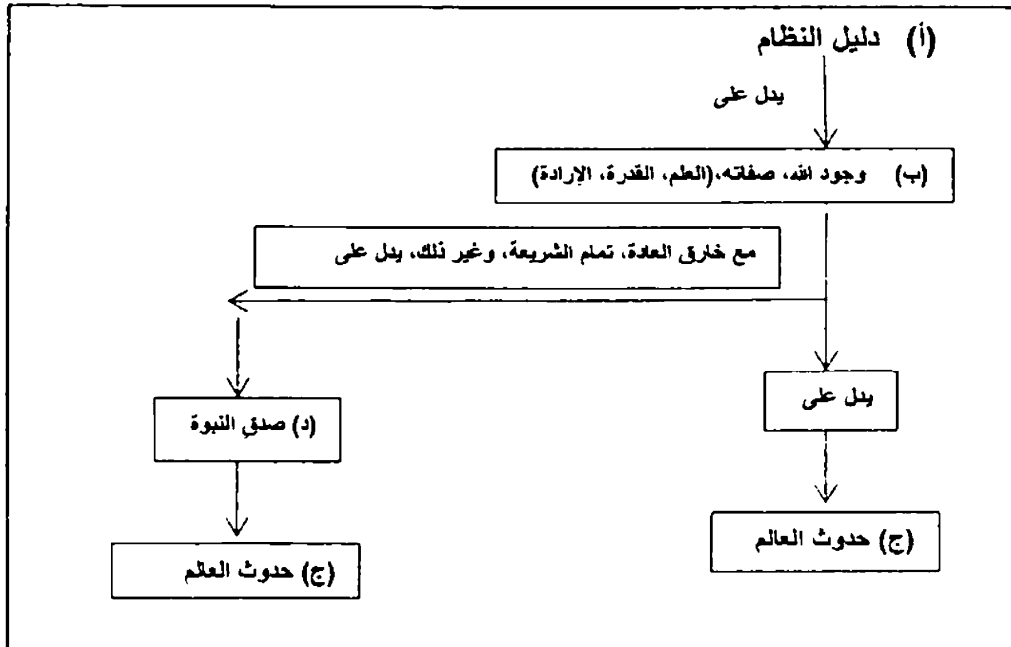 (أ) دليل النظام
يدل على
(ب) وجود الله، صفاته،(العلم، القدرة، الإرادة)
مع خارق العادة، تمام الشريعة، وغير ذلك، يدل على
يدل على
(د) صدق النبوة
(ج) حدوث العالم
(ج) حدوث العالم